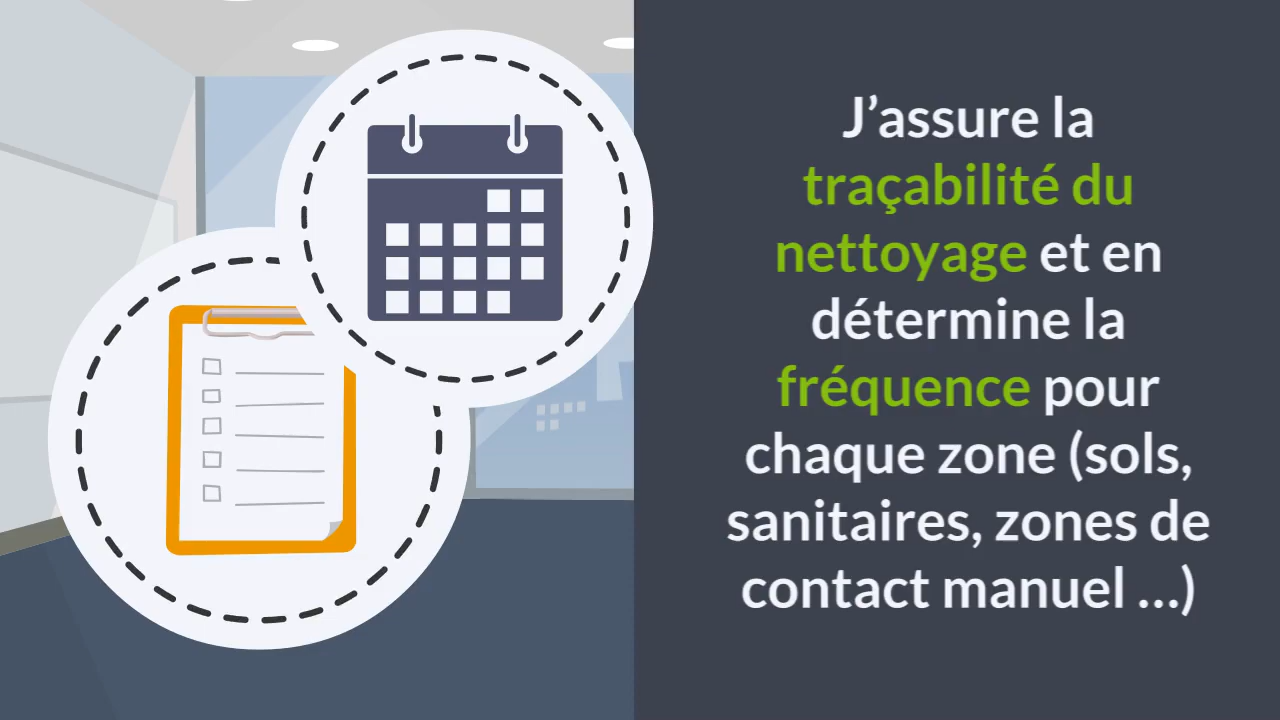 J’assure la
traçabilité du
nettoyage et en
détermine la
fréquence pour
chaque zone (sols,
sanitaires, zones de
contact manuel ...)